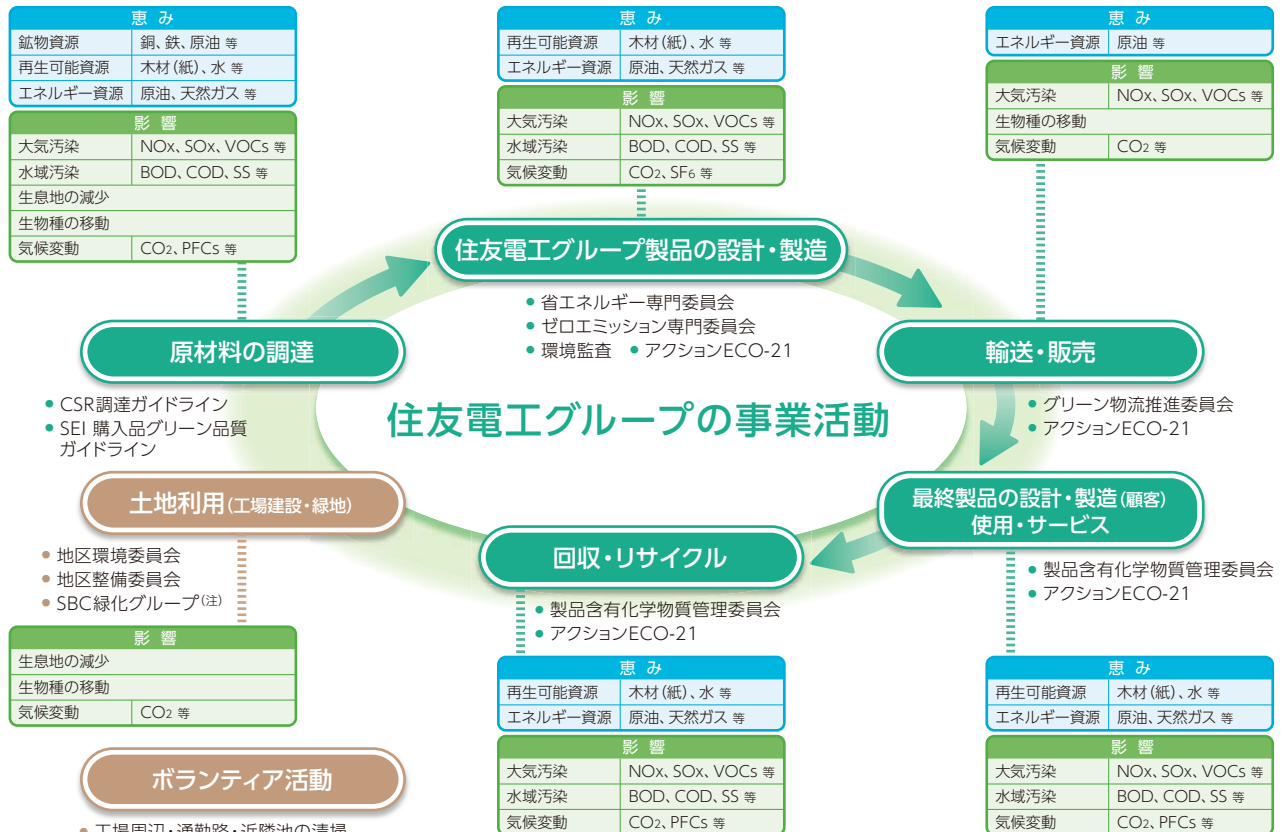 恵み
鉱物資源 銅、鉄、原油 等
再生可能資源 木材(紙)、水 等
エネルギー資源 原油、天然ガス 等
影響
大気汚染 NOx、SOx、VOCs 等
水域汚染 BOD、COD、SS 等
生息地の減少
生物種の移動
気候変動 CO2、PFCs 等
恵み
再生可能資源 木材(紙)、水 等
エネルギー資源 原油、天然ガス 等
影響
大気汚染 NOx、SOx、VOCs 等
水域汚染 BOD、COD、SS 等
気候変動 CO2、SF6 等
恵み
エネルギー資源 原油 等
影響
大気汚染 NOx、SOx、VOCs 等
生物種の移動
気候変動 CO2 等
住友電工グループ製品の設計・製造
• 省エネルギー専門委員会
• ゼロエミッション専門委員会
• 環境監査 • アクションECO-21
原材料の調達
• CSR調達ガイドライン
• SEI 購入品グリーン品質
ガイドライン
輸送・販売
• グリーン物流推進委員会
• アクションECO-21
住友電工グループの事業活動
土地利用(工場建設・緑地)
• 地区環境委員会
• 地区整備委員会
• SBC緑化グループ(注)
影響
生息地の減少
生物種の移動
気候変動 CO2 等
最終製品の設計・製造(顧客)
使用・サービス
• 製品含有化学物質管理委員会
• アクションECO-21
回収・リサイクル
• 製品含有化学物質管理委員会
• アクションECO-21
恵み
再生可能資源 木材(紙)、水 等
エネルギー資源 原油、天然ガス 等
影響
大気汚染 NOx、SOx、VOCs 等
水域汚染 BOD、COD、SS 等
気候変動 CO2、PFCs 等
恵み
再生可能資源 木材(紙)、水 等
エネルギー資源 原油、天然ガス 等
影響
大気汚染 NOx、SOx、VOCs 等
水域汚染 BOD、COD、SS 等
気候変動 CO2、PFCs 等
ボランティア活動
• 工場周辺・通勤路・近隣池の清掃